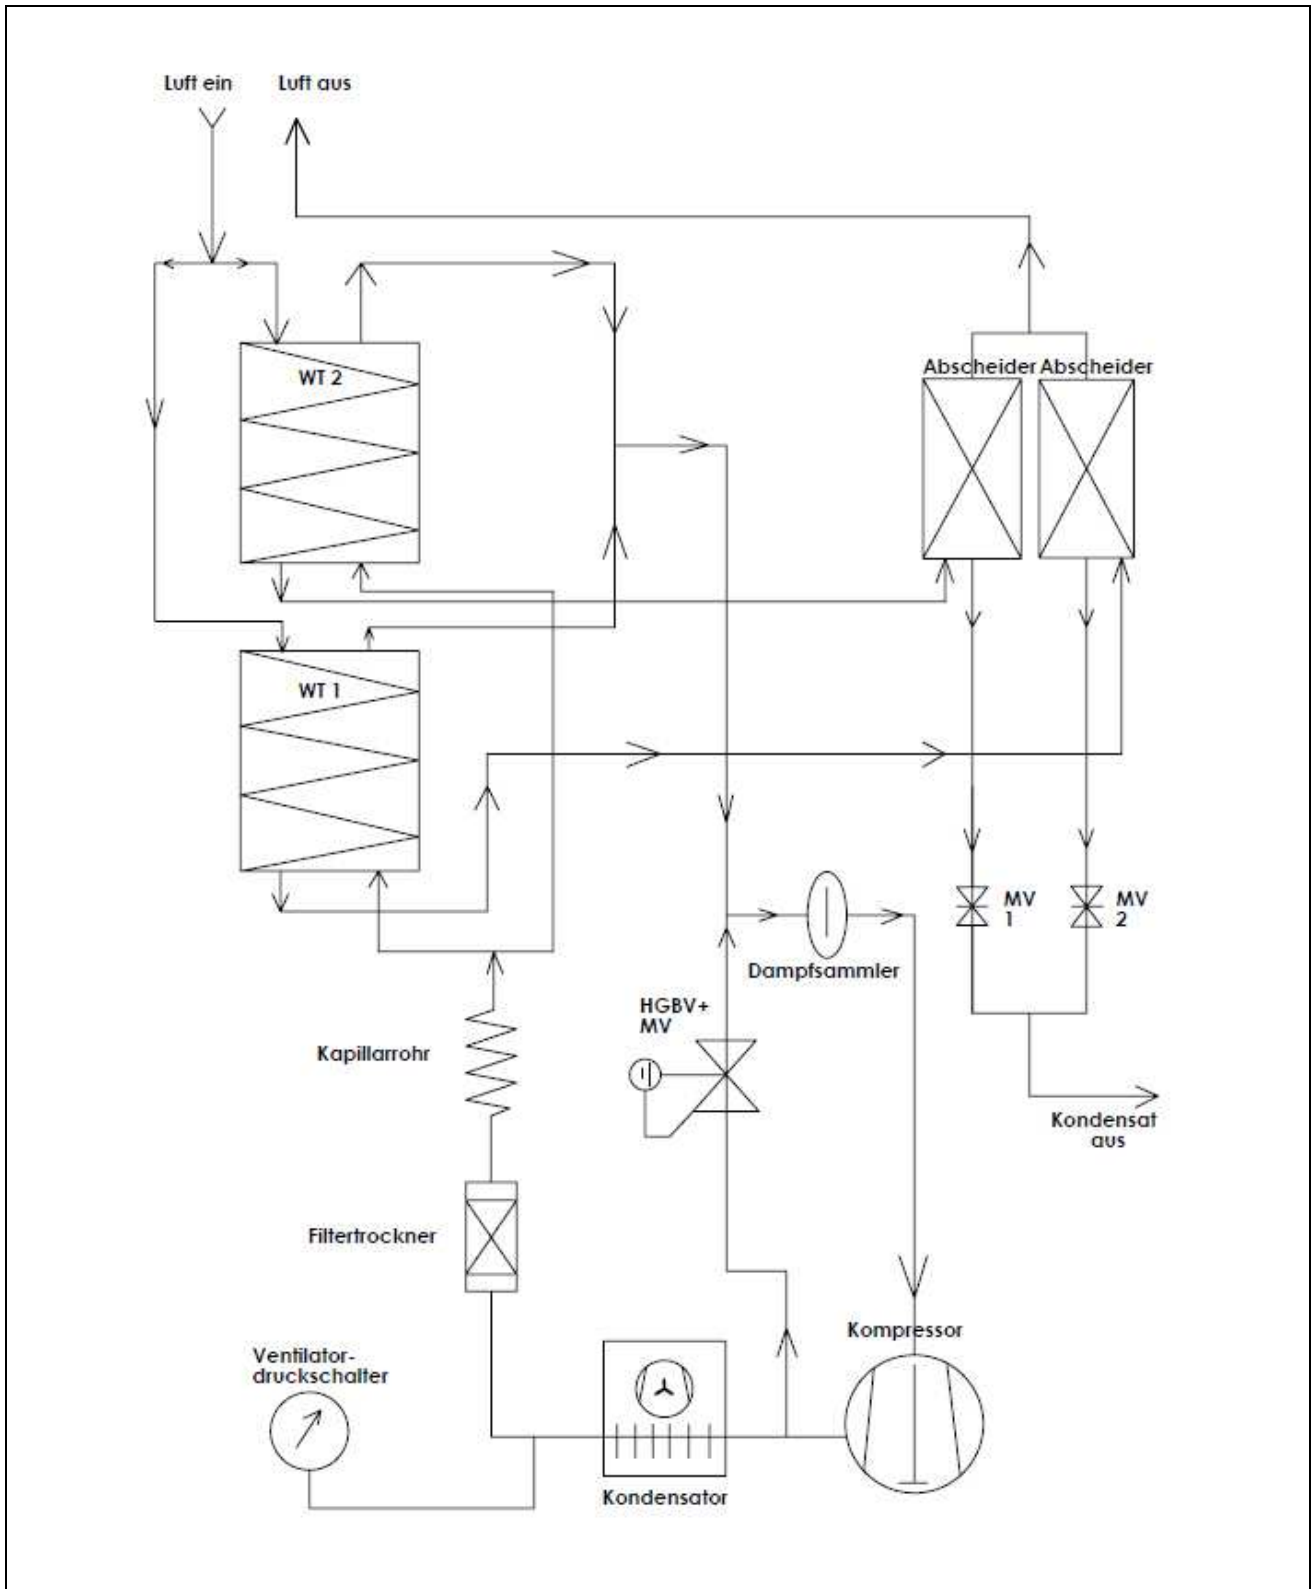 Luft ein
Luft aus
WT 2
Abscheider
Abscheider
WT 1
MV
1
MV
2
Dampfsammler
HGBV+
MV
Kapillarrohr
Kondensat
aus
Filtertrockner
Kompressor
Ventilator-
druckschalter
Kondensator